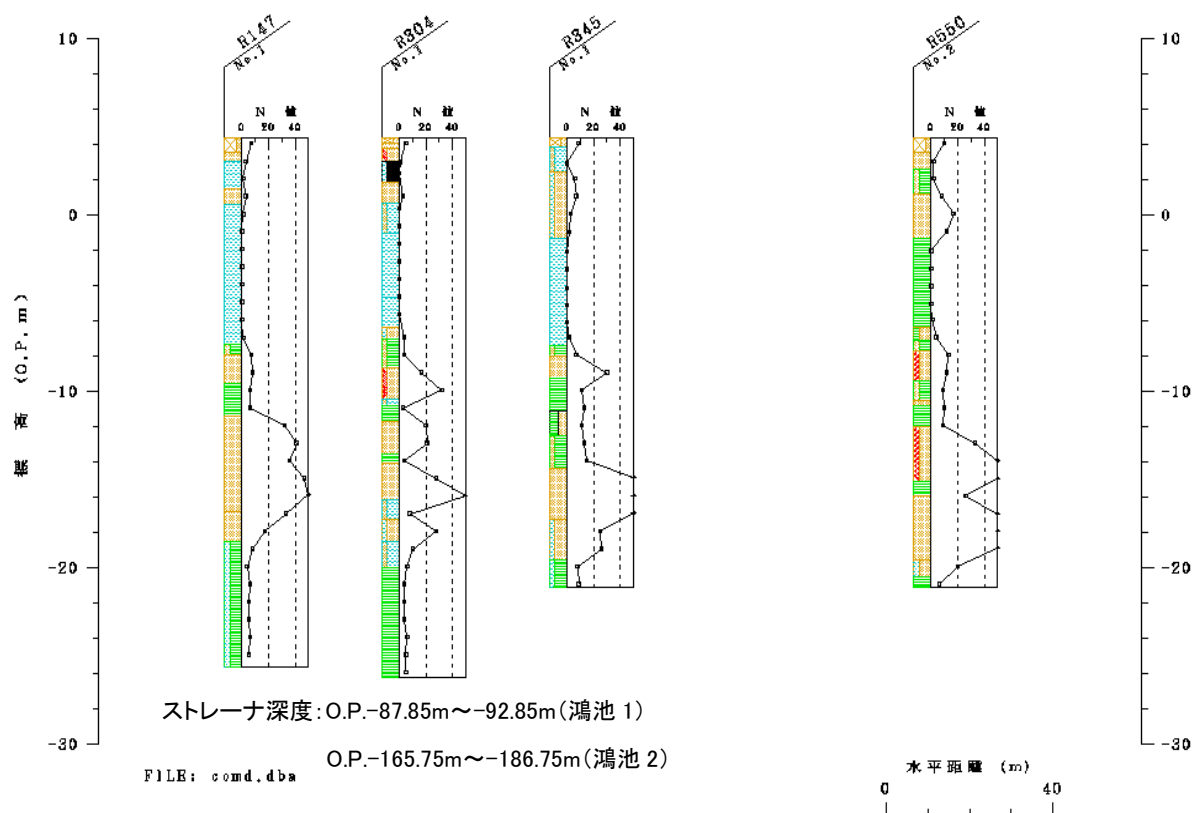 R147
No.1
R304
No.1
R345
No.1
R550
No.2
10
0
-10
-20
-30
標高 (O.P.m)
N 値
0 20 40
N 値
0 20 40
N 値
0 20 40
N 値
0 20 40
10
0
-10
-20
-30
ストレーナ深度:O.P.-87.85m～-92.85m(鴻池 1)
O.P.-165.75m～-186.75m(鴻池 2)
FILE: comd.dba
水平距離 (m)
0 40